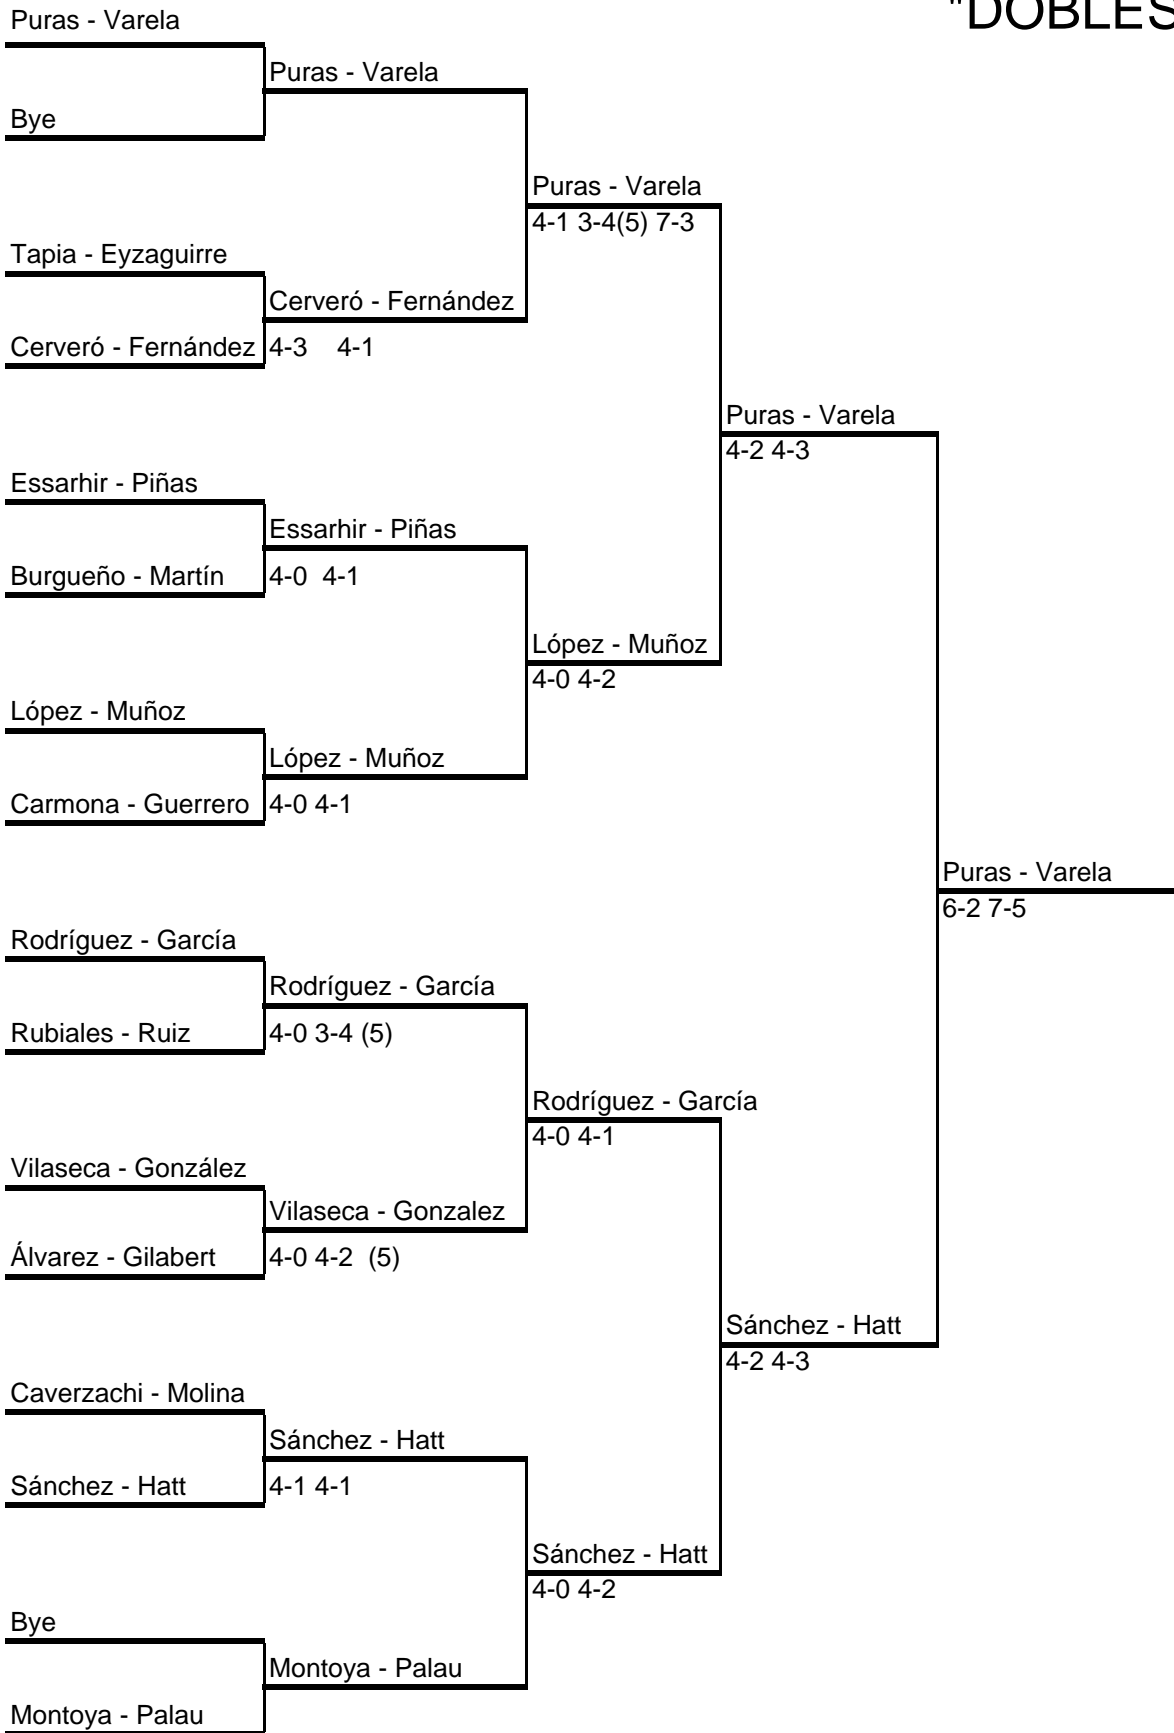 "DOBLES
Puras - Varela
Puras - Varela
Bye
Puras - Varela
4-1 3-4(5) 7-3
Tapia - Eyzaguirre
Cerveró - Fernández
Cerveró - Fernández 4-3 4-1
Puras - Varela
4-2 4-3
Essarhir - Piñas
Essarhir - Piñas
Burgueño - Martín 4-0 4-1
López - Muñoz
4-0 4-2
López - Muñoz
López - Muñoz
Carmona - Guerrero 4-0 4-1
Puras - Varela
6-2 7-5
Rodríguez - García
Rodríguez - García
Rubiales - Ruiz 4-0 3-4 (5)
Rodríguez - García
4-0 4-1
Vilaseca - González
Vilaseca - Gonzalez
Álvarez - Gilabert 4-0 4-2 (5)
Sánchez - Hatt
4-2 4-3
Caverzachi - Molina
Sánchez - Hatt
Sánchez - Hatt 4-1 4-1
Sánchez - Hatt
4-0 4-2
Bye
Montoya - Palau
Montoya - Palau